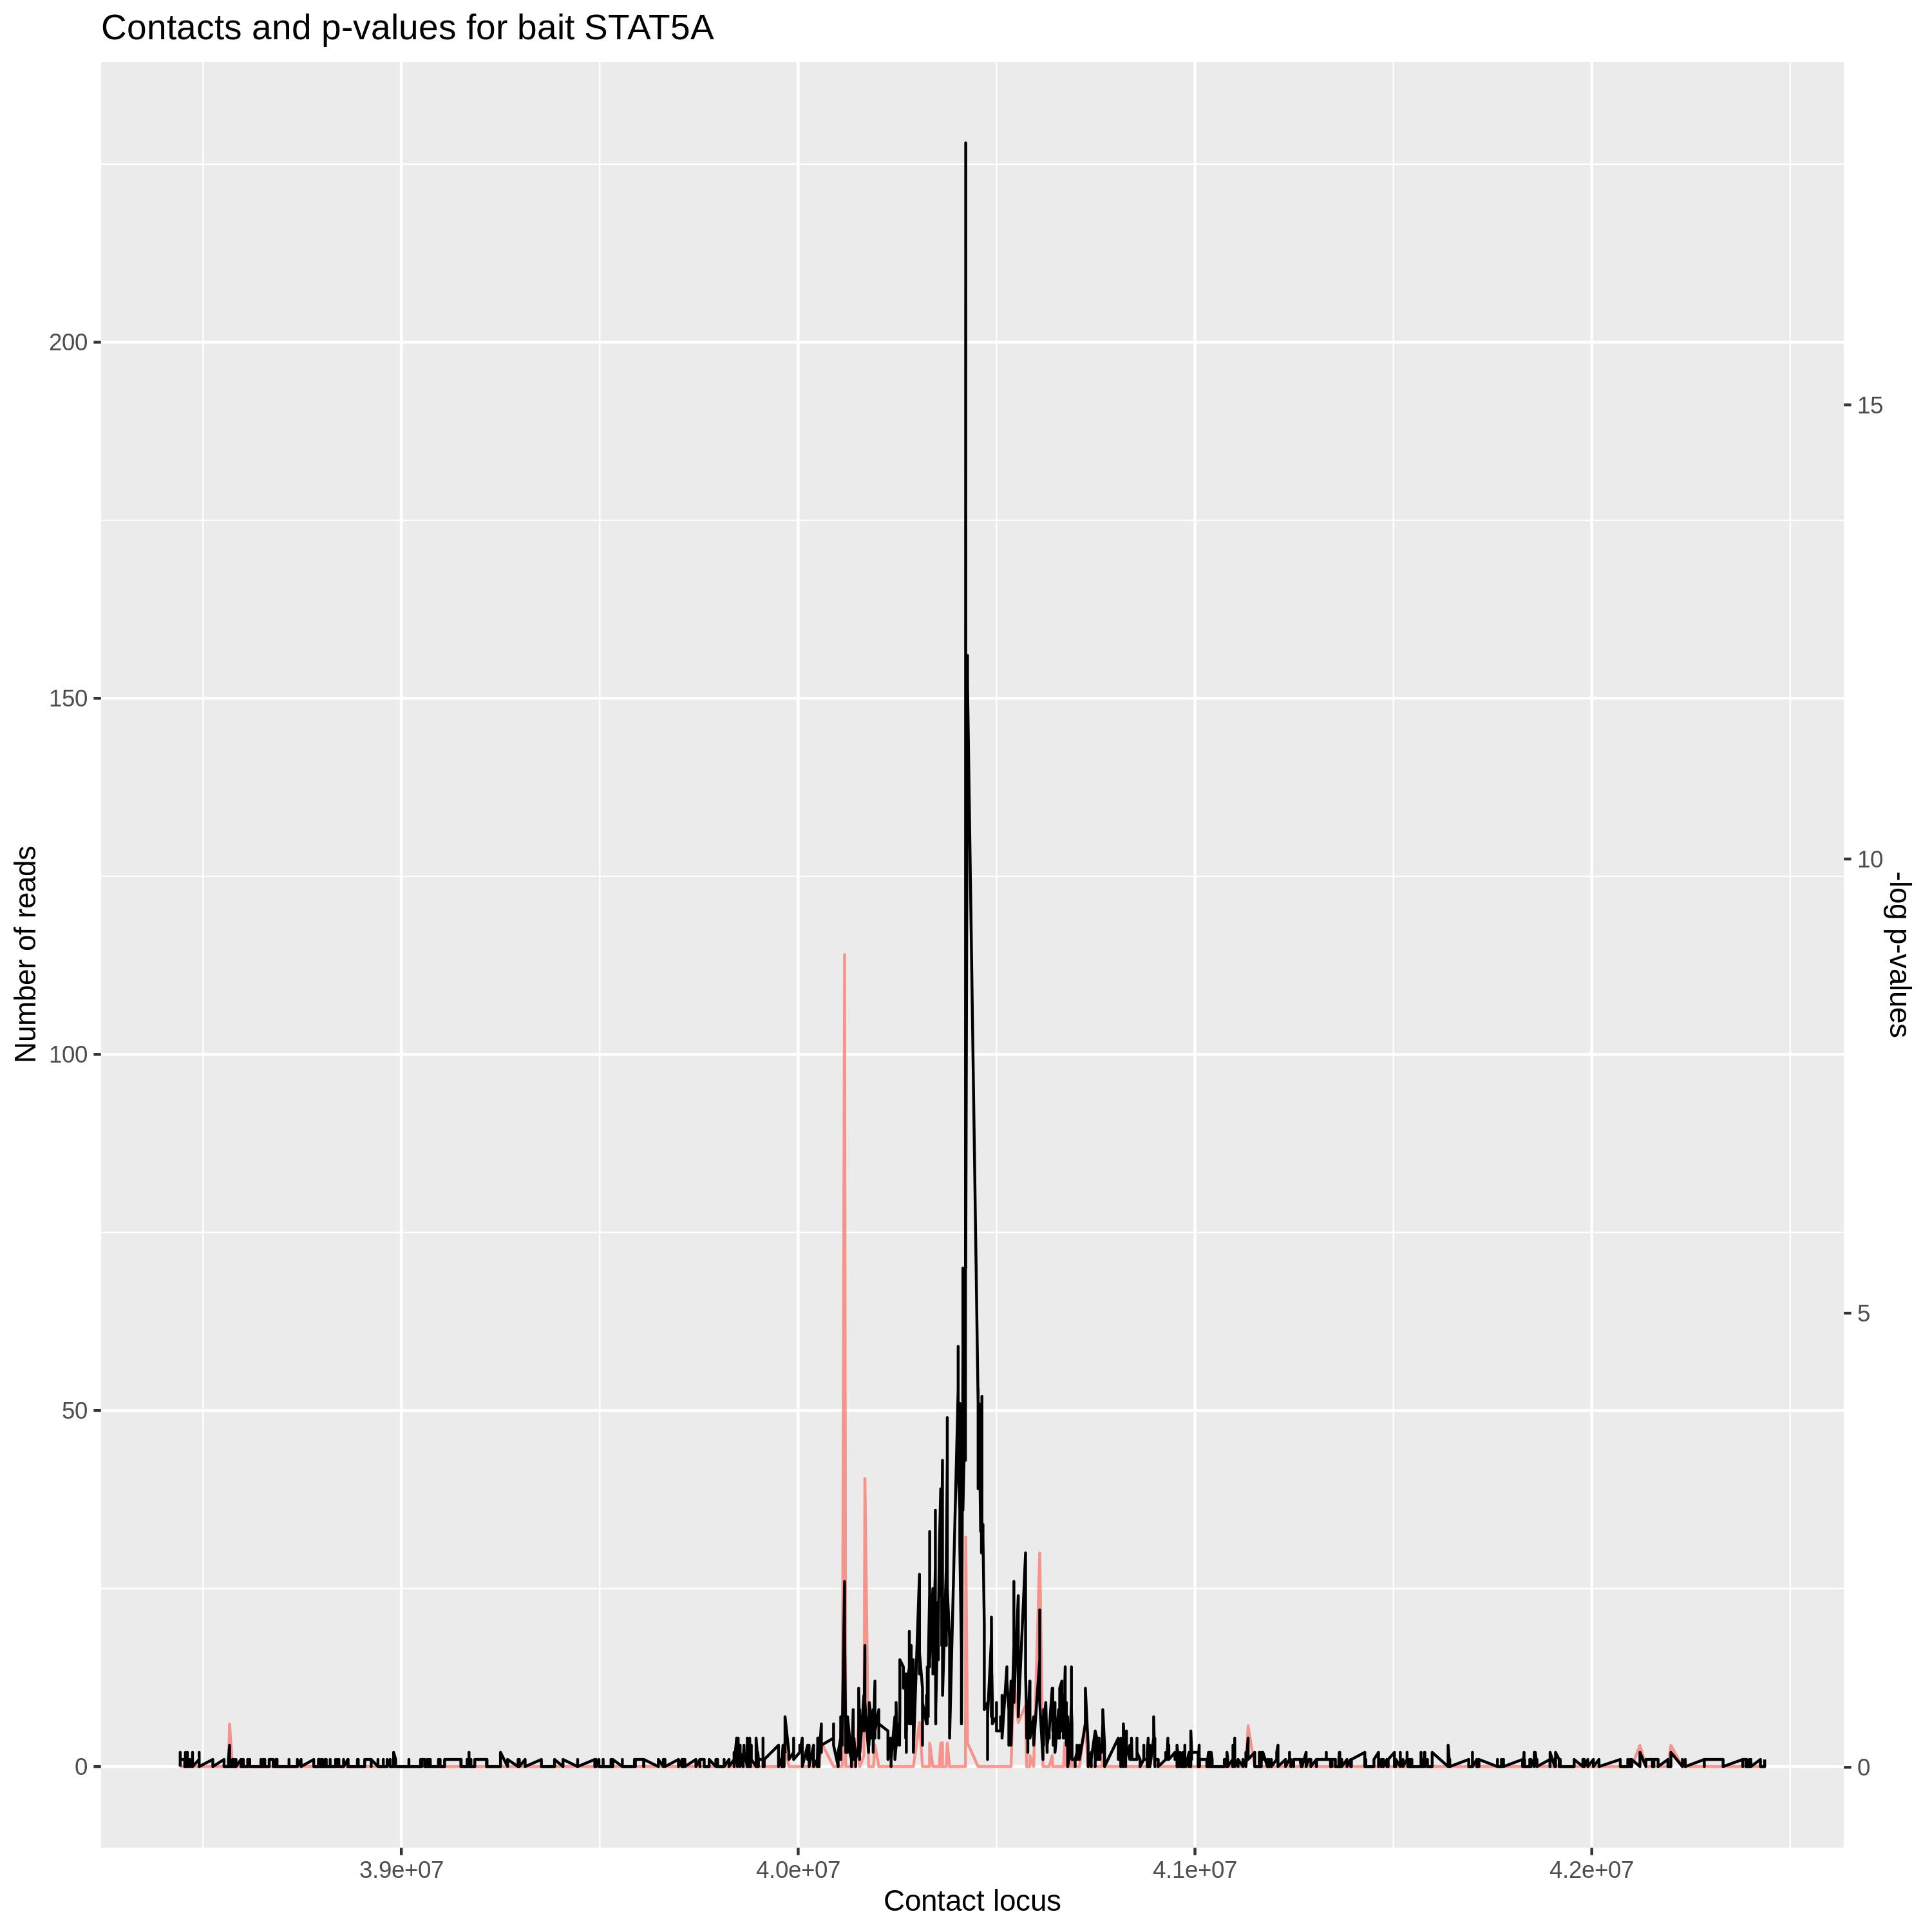 Contacts and p-values for bait STAT5A
200
150
100
50
0
Number of reads
15
10
5
0
-log p-values
3.9e+07
4.0e+07
4.1e+07
4.2e+07
Contact locus